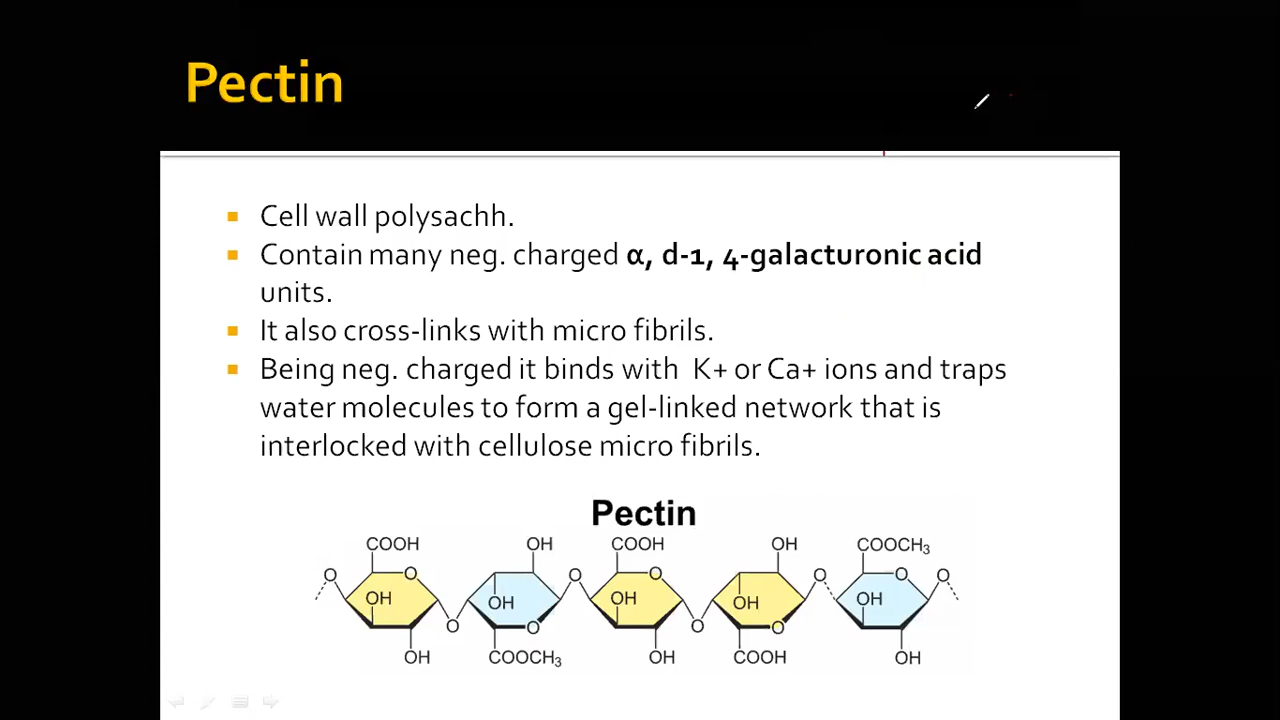 Pectin
Cell wall polysachh.
Contain many neg. charged α, d-1, 4-galacturonic acid
units.
It also cross-links with micro fibrils.
Being neg. charged it binds with K+ or Ca+ ions and traps
water molecules to form a gel-linked network that is
interlocked with cellulose micro fibrils.
Pectin
COOH OH COOH OH COOCH₃
O O O O O O
OH OH OH OH OH
O O O O
OH COOCH₃ OH COOH OH